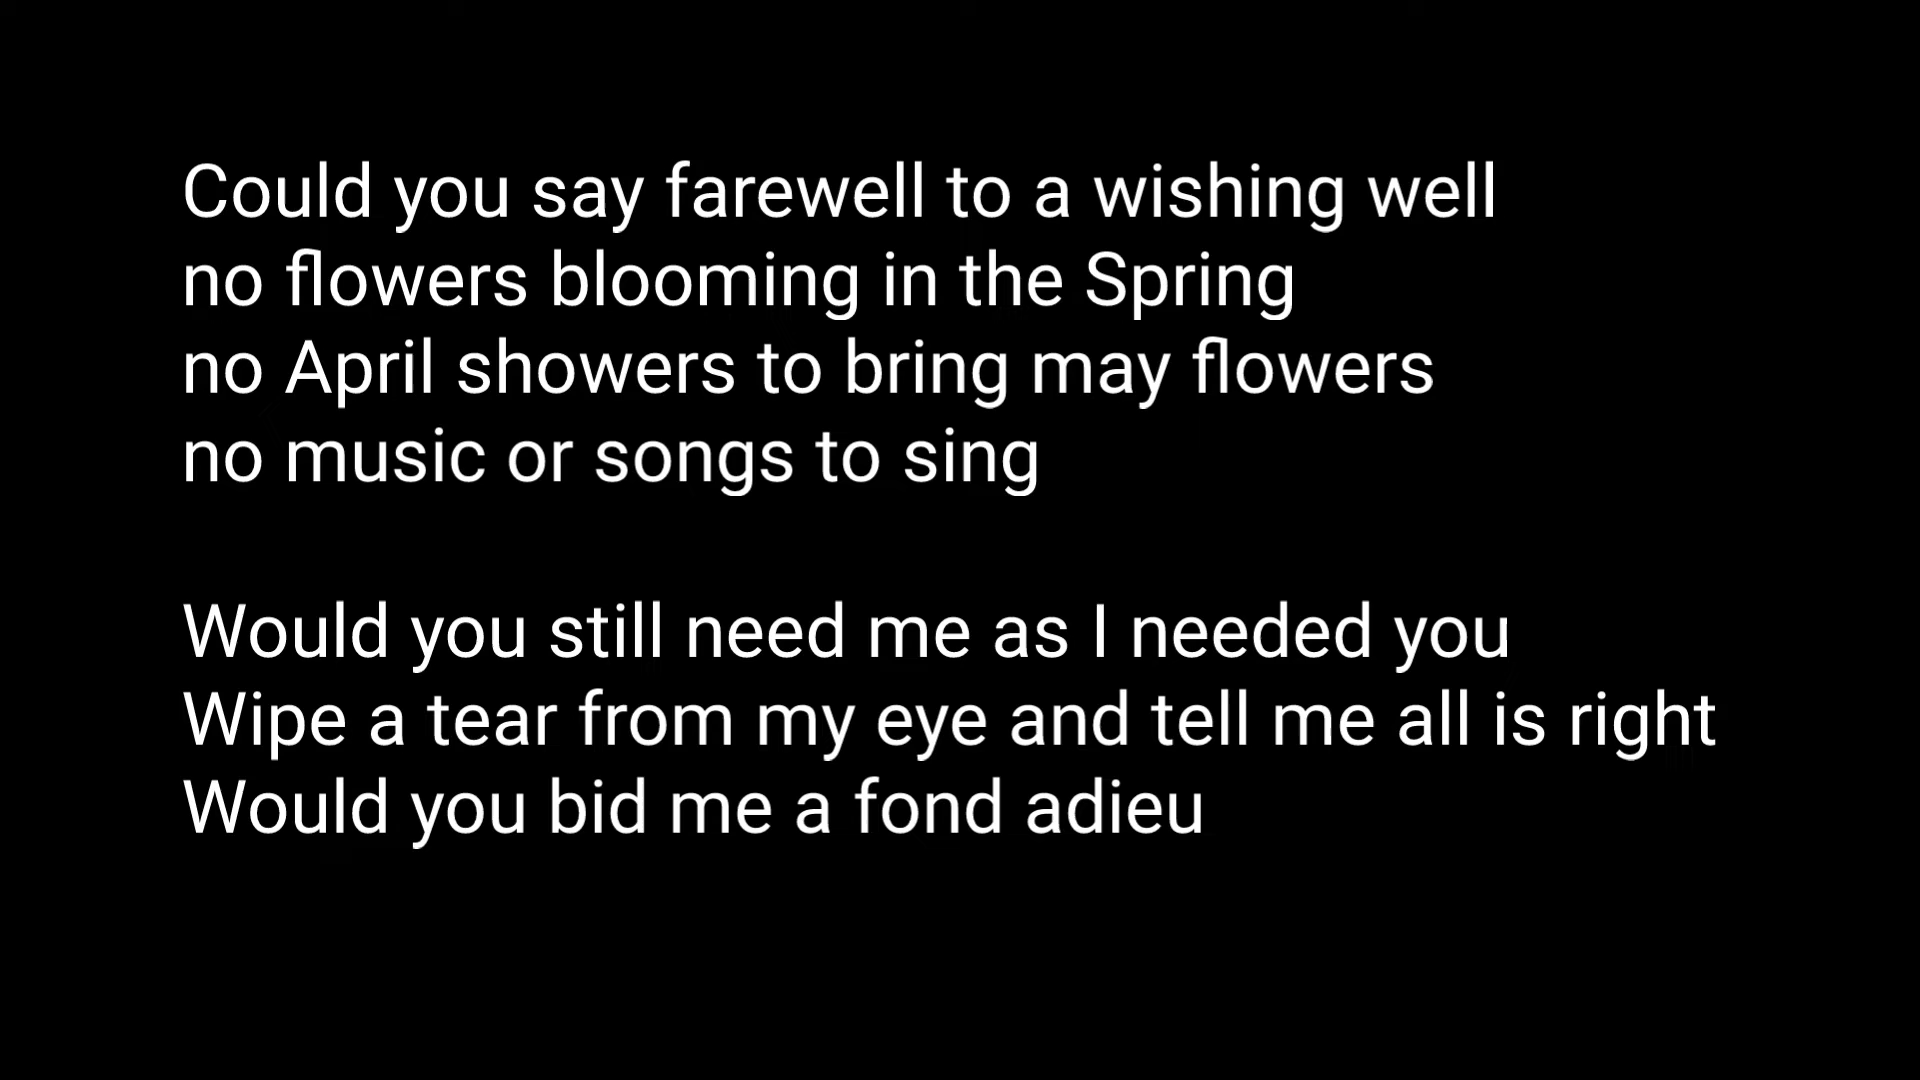 Could you say farewell to a wishing well
no flowers blooming in the Spring
no April showers to bring may flowers
no music or songs to sing
Would you still need me as I needed you
Wipe a tear from my eye and tell me all is right
Would you bid me a fond adieu